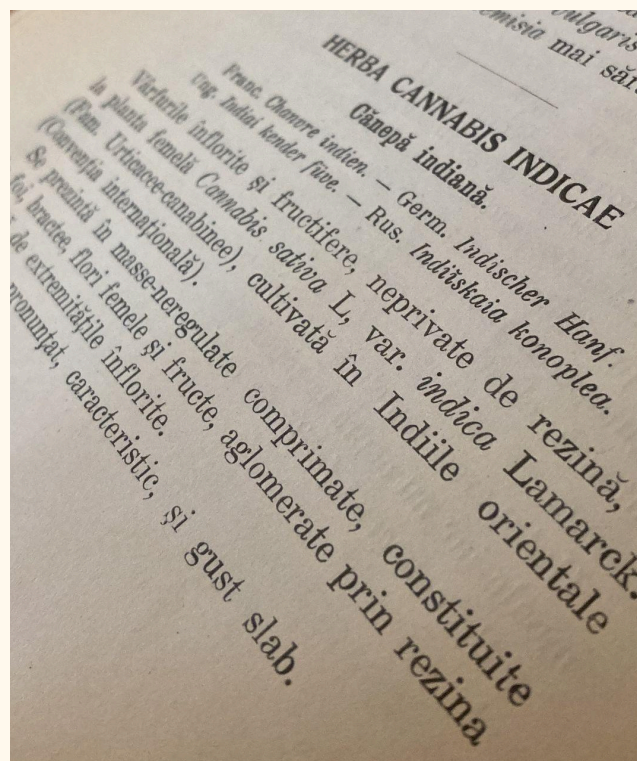 vulgaris
mai
HERBA CANNABIS INDICAE
Cânepă indiană.
Franc. Chanvre indien. — Germ. Indischer Hanf.
Ung. Indiai kender füve. — Rus. Indiĭskaia konoplea.
Vârfurile înflorite și fructifere, neprivate de rezină,
la planta femelă Cannabis sativa L, var. indica Lamarck.
(Fam. Urticacee-canabinee), cultivată în Indiile orientale
(Convenția internațională).
Se prezintă în masse-neregulate comprimate, constituite
foi, bractee, flori femele și fructe, aglomerate prin rezina
de extremitățile înflorite.
pronunțat, caracteristic, și gust slab.